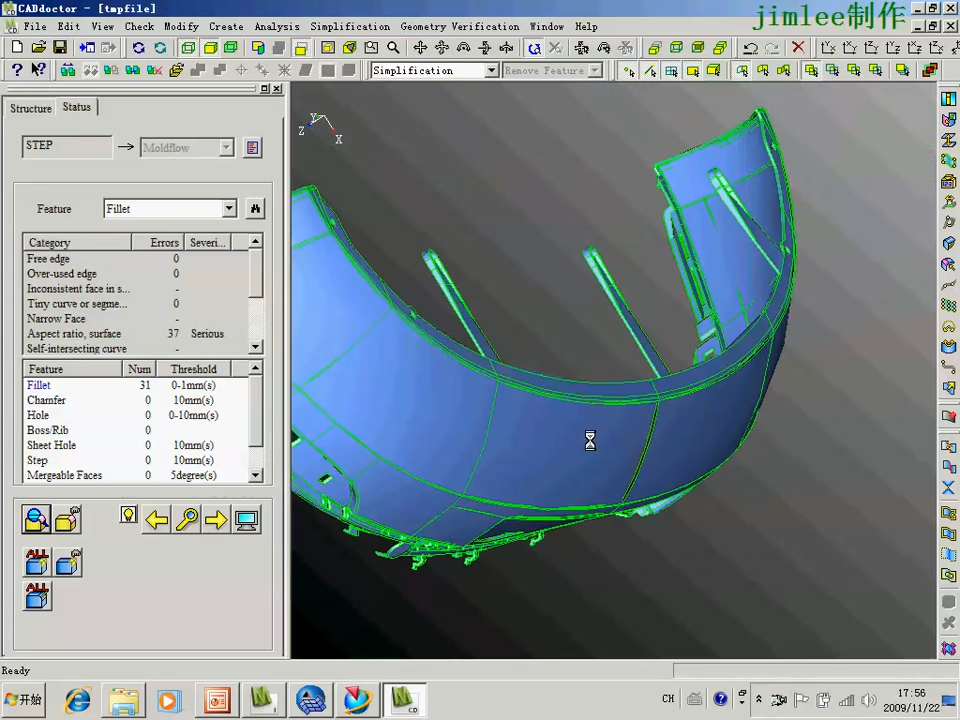 CADdoctor - [tmpfile]
jimlee制作
File Edit View Check Modify Create Analysis Simplification Geometry Verification Window Help
Simplification
Remove Feature
Structure Status
STEP
Moldflow
Feature Fillet
Category Errors Severi...
Free edge 0
Over-used edge 0
Inconsistent face in s... -
Tiny curve or segme... 0
Narrow Face -
Aspect ratio, surface 37 Serious
Self-intersecting curve -
Feature Num Threshold
Fillet 31 0-1mm(s)
Chamfer 0 10mm(s)
Hole 0 0-10mm(s)
Boss/Rib 0
Sheet Hole 0 10mm(s)
Step 0 10mm(s)
Mergeable Faces 0 5degree(s)
ALL
ALL
Y
Z
X
Ready
开始
CD
CH
17:56
2009/11/22